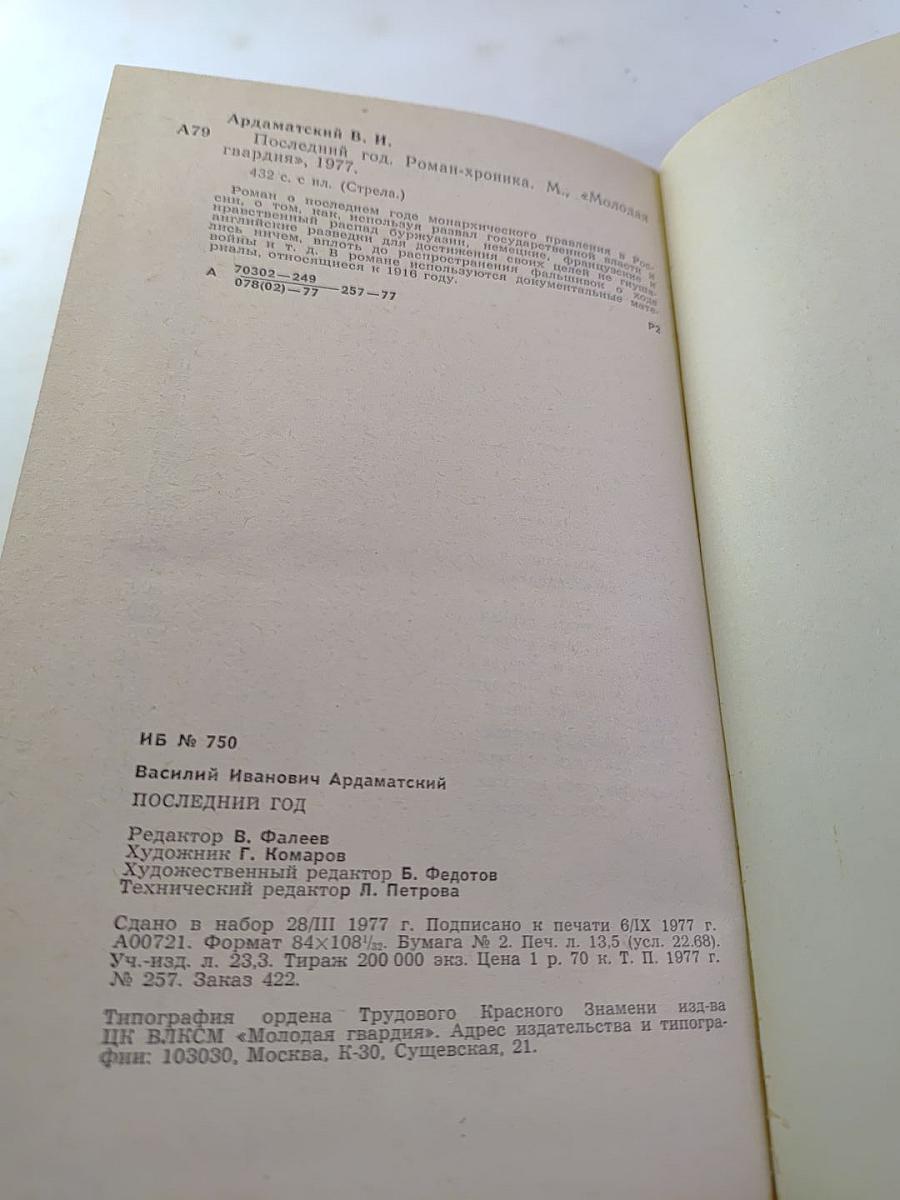 Ардаматский В. И.
А79 Последний год. Роман-хроника. М., «Молодая
гвардия», 1977.
432 с. с ил. (Стрела.)
Роман о последнем годе монархического правления в Рос-
сии, о том, как, используя развал государственной власти и
нравственный распад буржуазии, немецкие, французские и
английские разведки для достижения своих целей не гнуша-
лись ничем, вплоть до распространения фальшивок о ходе
войны и т. д. В романе используются документальные мате-
риалы, относящиеся к 1916 году.
А 70302—249
078(02)—77 —257—77
Р2
ИБ № 750
Василий Иванович Ардаматский
ПОСЛЕДНИЙ ГОД
Редактор В. Фалеев
Художник Г. Комаров
Художественный редактор Б. Федотов
Технический редактор Л. Петрова
Сдано в набор 28/III 1977 г. Подписано к печати 6/IX 1977 г.
А00721. Формат 84×108¹/₃₂. Бумага № 2. Печ. л. 13,5 (усл. 22.68).
Уч.-изд. л. 23,3. Тираж 200 000 экз. Цена 1 р. 70 к. Т. П. 1977 г.
№ 257. Заказ 422.
Типография ордена Трудового Красного Знамени изд-ва
ЦК ВЛКСМ «Молодая гвардия». Адрес издательства и типогра-
фии: 103030, Москва, К-30, Сущевская, 21.